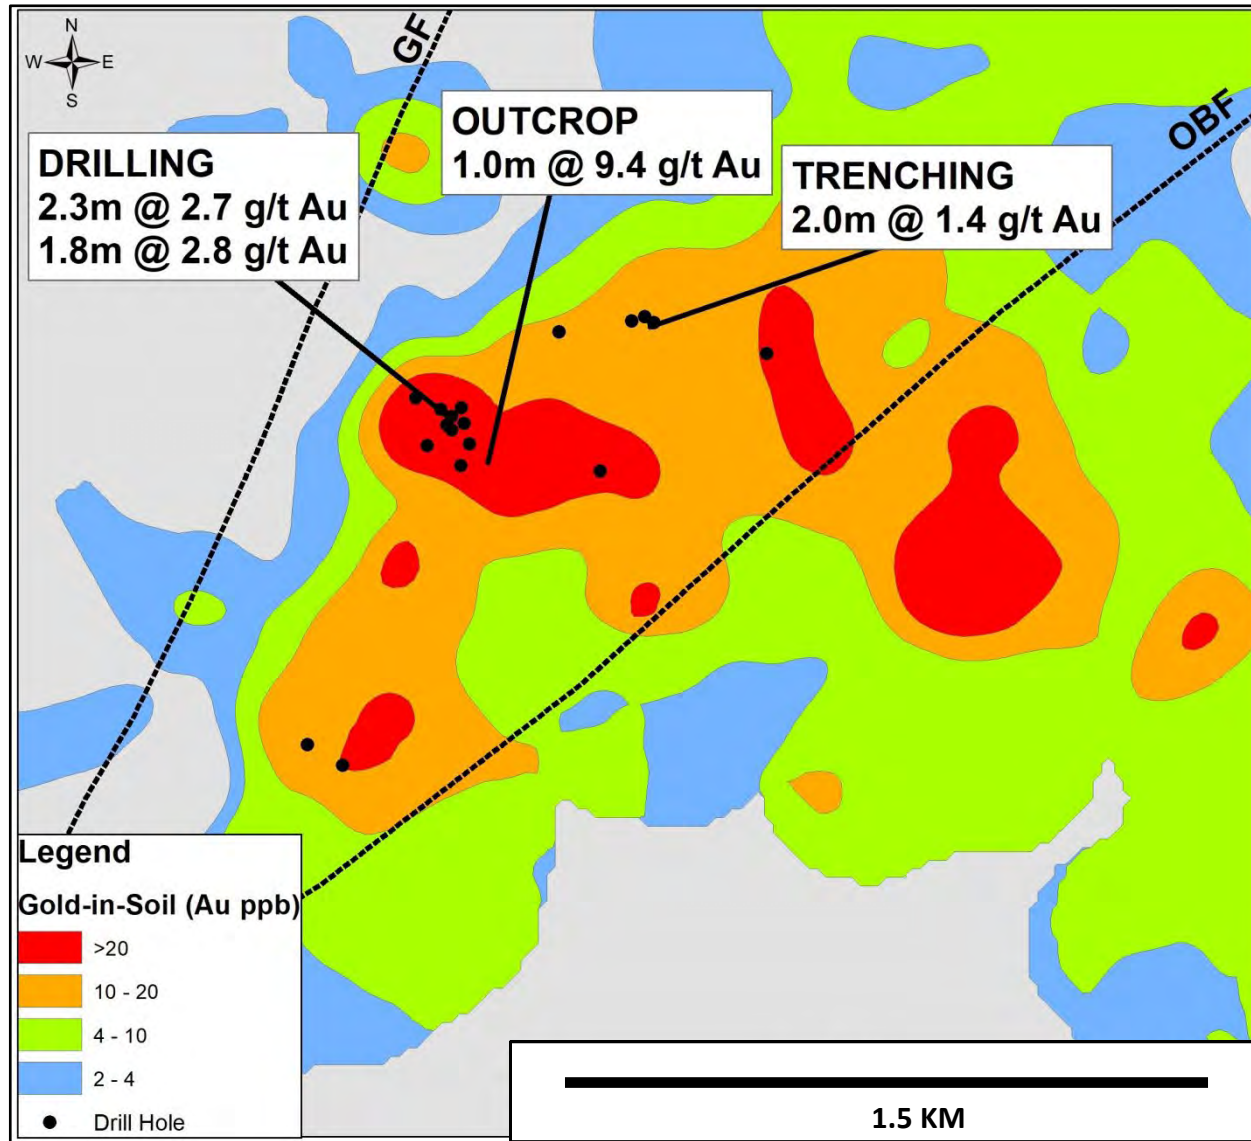 N
W E
S
GF
OBF
DRILLING
2.3m @ 2.7 g/t Au
1.8m @ 2.8 g/t Au
OUTCROP
1.0m @ 9.4 g/t Au
TRENCHING
2.0m @ 1.4 g/t Au
Legend
Gold-in-Soil (Au ppb)
>20
10 - 20
4 - 10
2 - 4
Drill Hole
1.5 KM